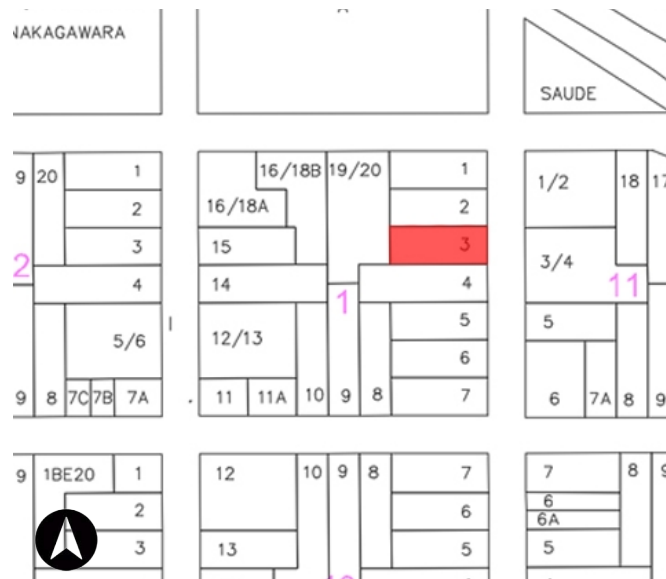 NAKAGAWARA
SAUDE
9 20 1
2
3
2
4
5/6
9 8 7C 7B 7A
16/18B 19/20 1
16/18A 2
15 3
14 4
1
12/13 5
6
11 11A 10 9 8 7
1/2 18 17
3/4
11
5
6 7A 8 9
9 1BE20 1
2
3
12 10 9 8 7
6
13 5
7 8 9
6
6A
5